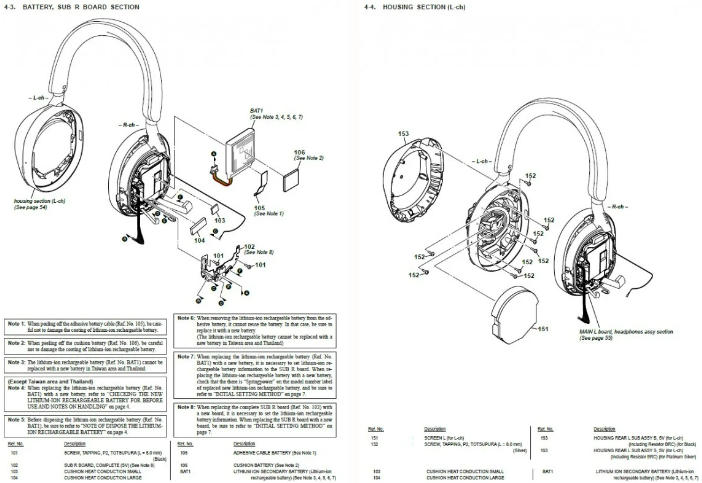 4-3. BATTERY, SUB R BOARD SECTION
– L-ch –
– R-ch –
BAT1
(See Note 3, 4, 5, 6, 7)
106
(See Note 2)
105
(See Note 1)
103
104
housing section (L-ch)
(See page 54)
102
(See Note 8)
101
101
Note 1: When peeling off the adhesive battery cable (Ref. No. 105), be care-
ful not to damage the coating of lithium-ion rechargeable battery.
Note 2: When peeling off the cushion battery (Ref. No. 106), be careful
not to damage the coating of lithium-ion rechargeable battery.
Note 3: The lithium-ion rechargeable battery (Ref. No. BAT1) cannot be
replaced with a new battery in Taiwan area and Thailand.
(Except Taiwan area and Thailand)
Note 4: When replacing the lithium-ion rechargeable battery (Ref. No.
BAT1) with a new battery, refer to "CHECKING THE NEW
LITHIUM-ION RECHARGEABLE BATTERY FOR BEFORE
USE AND NOTES ON HANDLING" on page 4.
Note 5: Before disposing the lithium-ion rechargeable battery (Ref. No.
BAT1), be sure to refer to "NOTE OF DISPOSE THE LITHIUM-
ION RECHARGEABLE BATTERY" on page 4.
Note 6: When removing the lithium-ion rechargeable battery from the ad-
hesive battery, it cannot reuse the battery. In that case, be sure to
replace it with a new battery.
(The lithium-ion rechargeable battery cannot be replaced with a
new battery in Taiwan area and Thailand)
Note 7: When replacing the lithium-ion rechargeable battery (Ref. No.
BAT1) with a new battery, it is necessary to set lithium-ion re-
chargeable battery information to the SUB R board. When re-
placing the lithium-ion rechargeable battery with a new battery,
check that there is "Springpower" on the model number label
of replaced new lithium-ion rechargeable battery, and be sure to
refer to "INITIAL SETTING METHOD" on page 7.
Note 8: When replacing the complete SUB R board (Ref. No. 102) with
a new board, it is necessary to set the lithium-ion rechargeable
battery information. When replacing the SUB R board with a new
board, be sure to refer to "INITIAL SETTING METHOD" on
page 7.
Ref. No. Description
101 SCREW, TAPPING, P2, TOTSUPURA (L = 6.0 mm)
(Black)
102 SUB R BOARD, COMPLETE (SV) (See Note 8)
103 CUSHION HEAT CONDUCTION SMALL
104 CUSHION HEAT CONDUCTION LARGE
Ref. No. Description
105 ADHESIVE CABLE BATTERY (See Note 1)
106 CUSHION BATTERY (See Note 2)
BAT1 LITHIUM ION SECONDARY BATTERY (Lithium-ion
rechargeable battery) (See Note 3, 4, 5, 6, 7)
4-4. HOUSING SECTION (L-ch)
153
– L-ch –
152
– R-ch –
152
152
152
152
152
152
152
151
MAIN L board, headphones assy section
(See page 53)
Ref. No. Description
151 SCREEN L (for L-ch)
152 SCREW, TAPPING, P2, TOTSUPURA (L = 8.0 mm)
(Silver)
103 CUSHION HEAT CONDUCTION SMALL
104 CUSHION HEAT CONDUCTION LARGE
Ref. No. Description
153 HOUSING REAR L SUB ASSY B, SV (for L-ch)
(including Resistor BRC) (for Black)
153 HOUSING REAR L SUB ASSY S, SV (for L-ch)
(including Resistor BRC) (for Platinum Silver)
BAT1 LITHIUM ION SECONDARY BATTERY (Lithium-ion
rechargeable battery) (See Note 3, 4, 5, 6, 7)